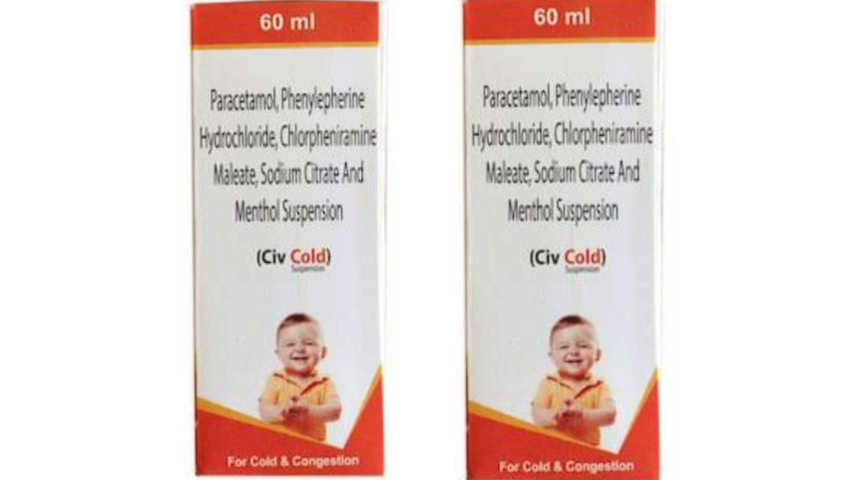 60 ml
Paracetamol, Phenylepherine
Hydrochloride, Chlorpheniramine
Maleate, Sodium Citrate And
Menthol Suspension
(Civ Cold)
Suspension
For Cold & Congestion
60 ml
Paracetamol, Phenylepherine
Hydrochloride, Chlorpheniramine
Maleate, Sodium Citrate And
Menthol Suspension
(Civ Cold)
Suspension
For Cold & Congestion